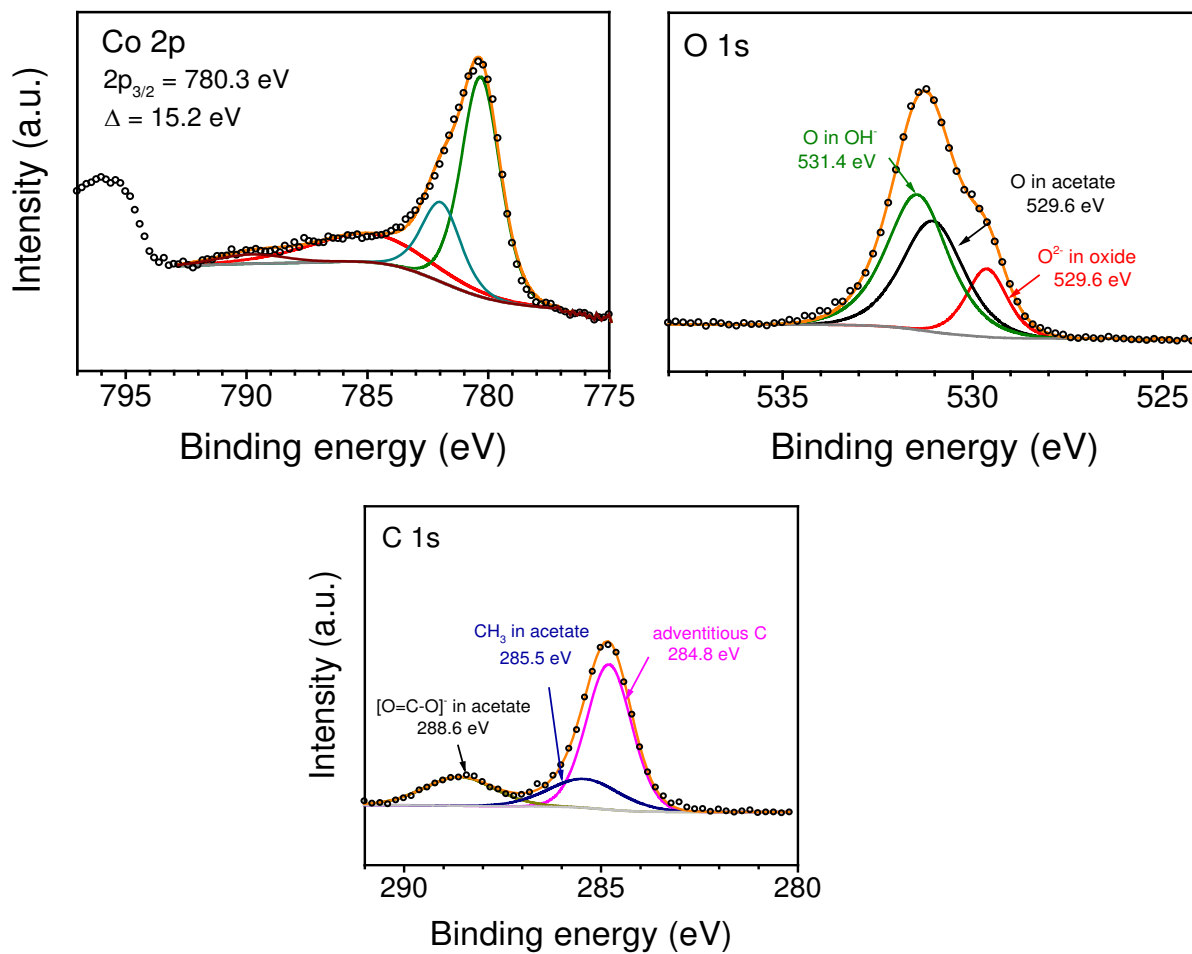 Co 2p
2p3/2 = 780.3 eV
Δ = 15.2 eV
Intensity (a.u.)
795 790 785 780 775
Binding energy (eV)
O 1s
O in OH-
531.4 eV
O in acetate
529.6 eV
O2- in oxide
529.6 eV
535 530 525
Binding energy (eV)
C 1s
CH3 in acetate
285.5 eV
adventitious C
284.8 eV
[O=C-O]- in acetate
288.6 eV
Intensity (a.u.)
290 285 280
Binding energy (eV)